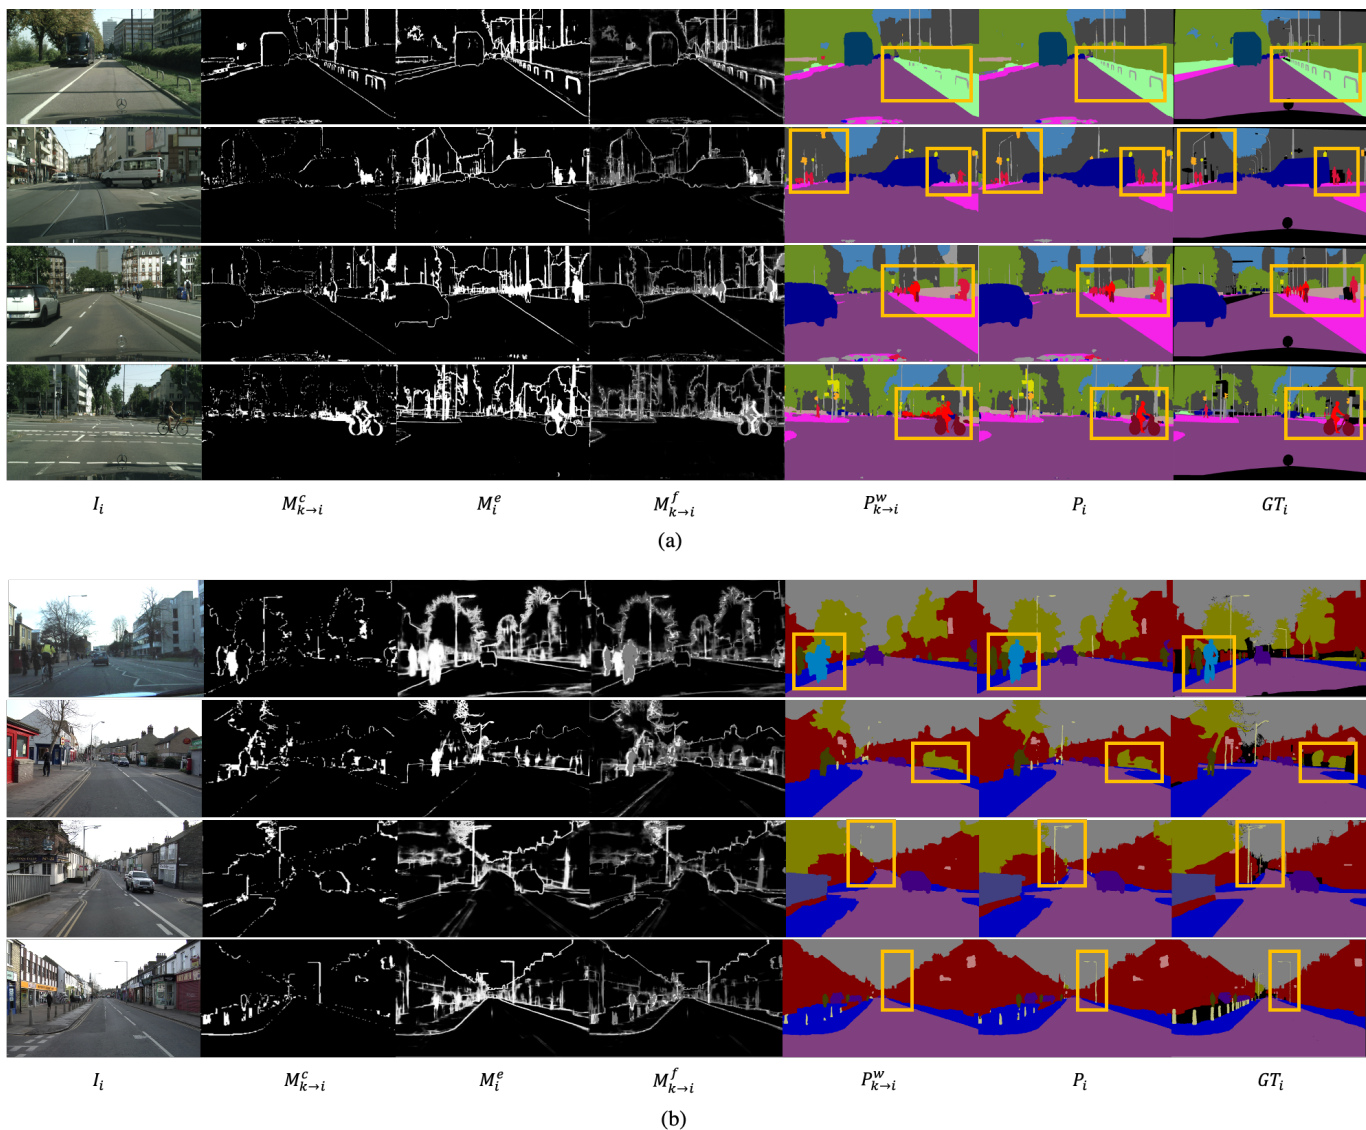 I_i M^c_{k→i} M^e_i M^f_{k→i} P^w_{k→i} P_i GT_i
(a)
I_i M^c_{k→i} M^e_i M^f_{k→i} P^w_{k→i} P_i GT_i
(b)